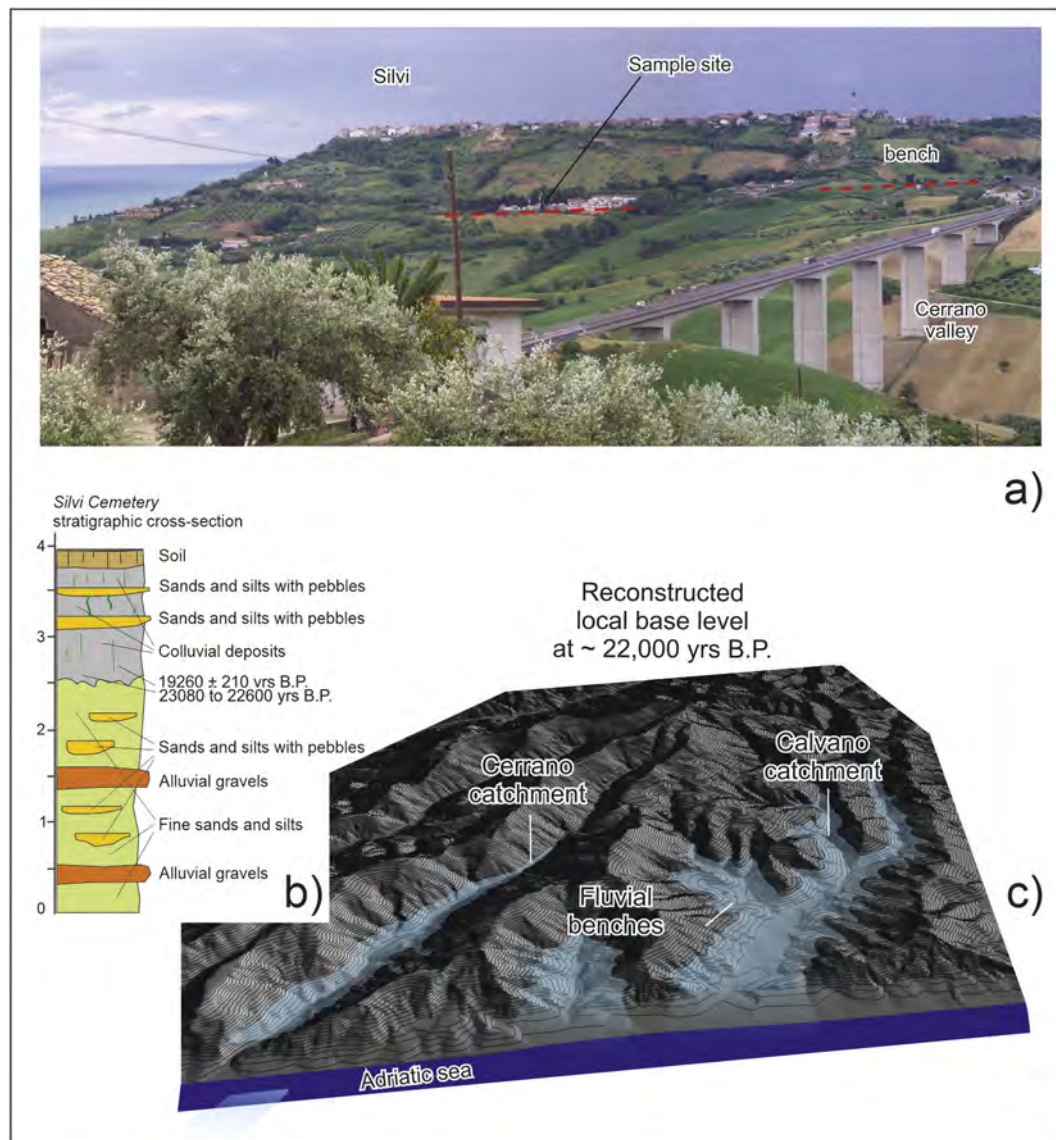 Silvi
Sample site
bench
Cerrano
valley
a)
Silvi Cemetery
stratigraphic cross-section
4
Soil
Sands and silts with pebbles
Sands and silts with pebbles
3
Colluvial deposits
19260 ± 210 yrs B.P.
23080 to 22600 yrs B.P.
2
Sands and silts with pebbles
Alluvial gravels
1
Fine sands and silts
Alluvial gravels
0
b)
Reconstructed
local base level
at ~ 22,000 yrs B.P.
Cerrano
catchment
Calvano
catchment
Fluvial
benches
c)
Adriatic sea